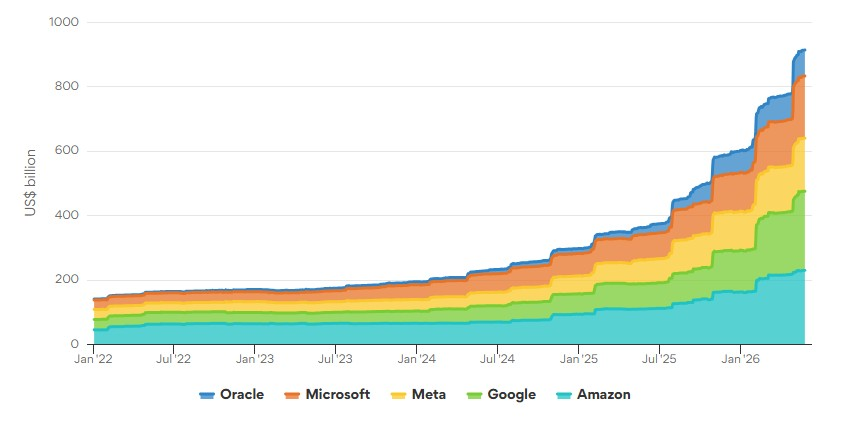 1000
800
600
400
200
0
US$ billion
Jan '22 Jul '22 Jan '23 Jul '23 Jan '24 Jul '24 Jan '25 Jul '25 Jan '26
Oracle Microsoft Meta Google Amazon